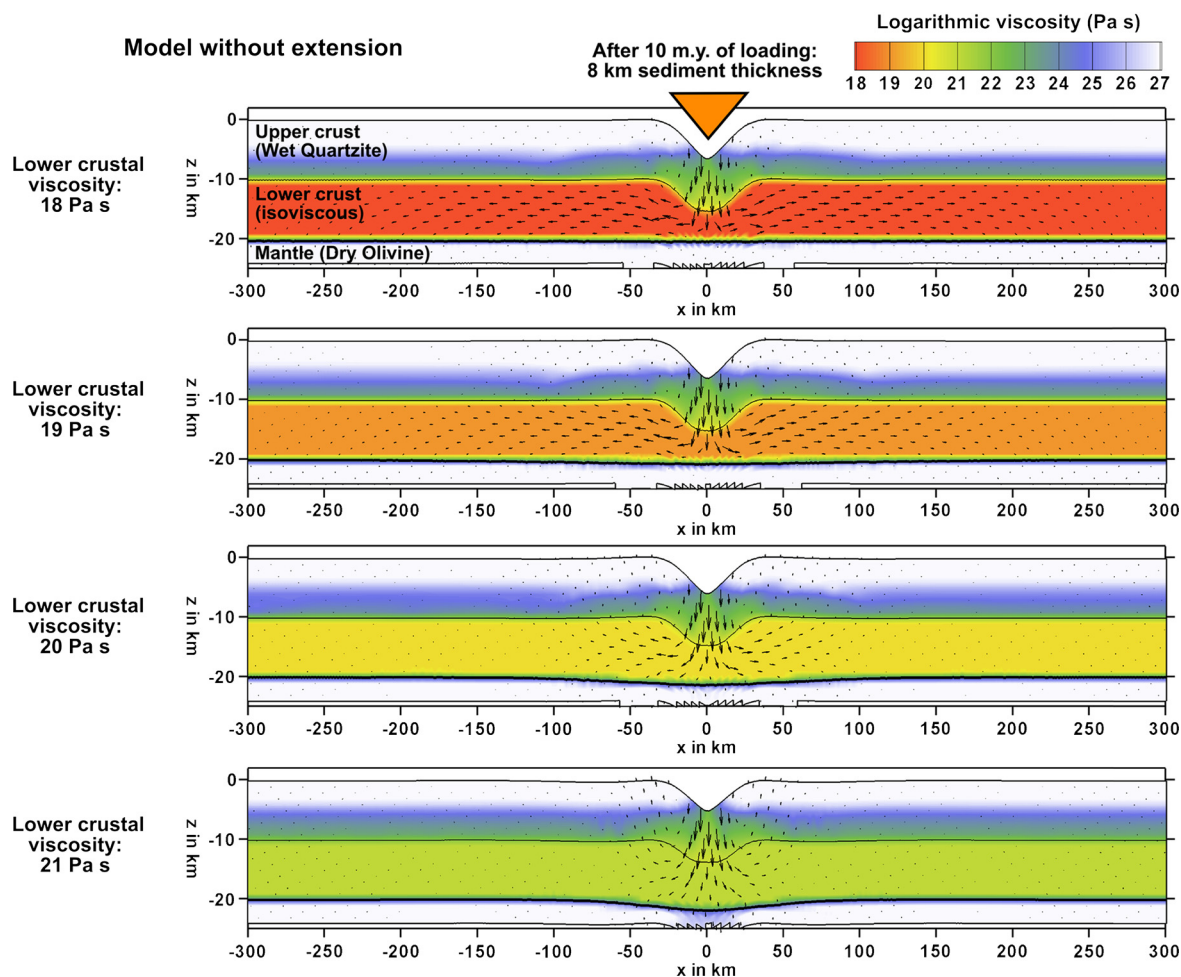 Model without extension
After 10 m.y. of loading:
8 km sediment thickness
Logarithmic viscosity (Pa s)
18 19 20 21 22 23 24 25 26 27
Lower crustal
viscosity:
18 Pa s
z in km
0
-10
-20
Upper crust
(Wet Quartzite)
Lower crust
(isoviscous)
Mantle (Dry Olivine)
-300 -250 -200 -150 -100 -50 0 50 100 150 200 250 300
x in km
Lower crustal
viscosity:
19 Pa s
z in km
0
-10
-20
-300 -250 -200 -150 -100 -50 0 50 100 150 200 250 300
x in km
Lower crustal
viscosity:
20 Pa s
z in km
0
-10
-20
-300 -250 -200 -150 -100 -50 0 50 100 150 200 250 300
x in km
Lower crustal
viscosity:
21 Pa s
z in km
0
-10
-20
-300 -250 -200 -150 -100 -50 0 50 100 150 200 250 300
x in km